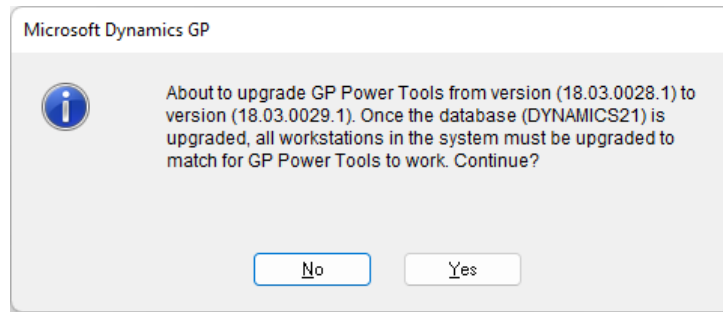 Microsoft Dynamics GP
About to upgrade GP Power Tools from version (18.03.0028.1) to
version (18.03.0029.1). Once the database (DYNAMICS21) is
upgraded, all workstations in the system must be upgraded to
match for GP Power Tools to work. Continue?
No
Yes